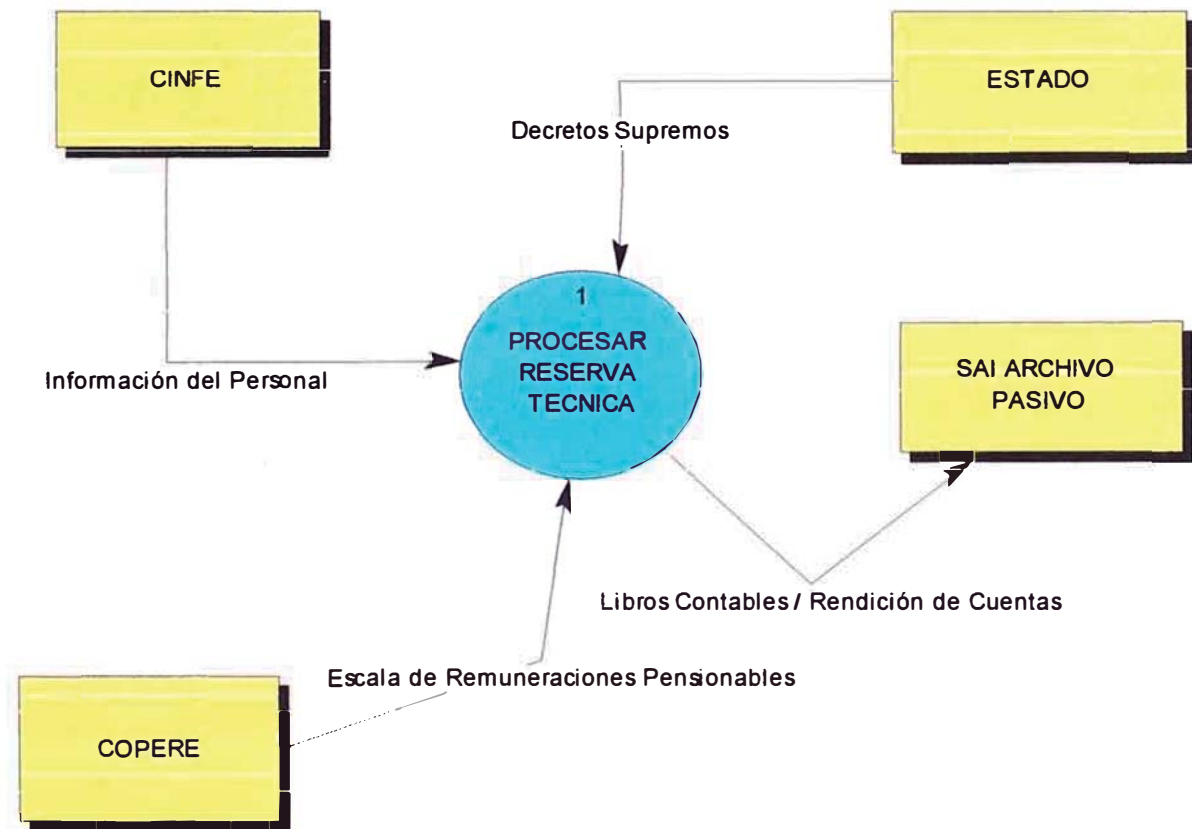 CINFE
ESTADO
Decretos Supremos
1
PROCESAR
RESERVA
TECNICA
Información del Personal
SAI ARCHIVO
PASIVO
Libros Contables / Rendición de Cuentas
Escala de Remuneraciones Pensionables
COPERE